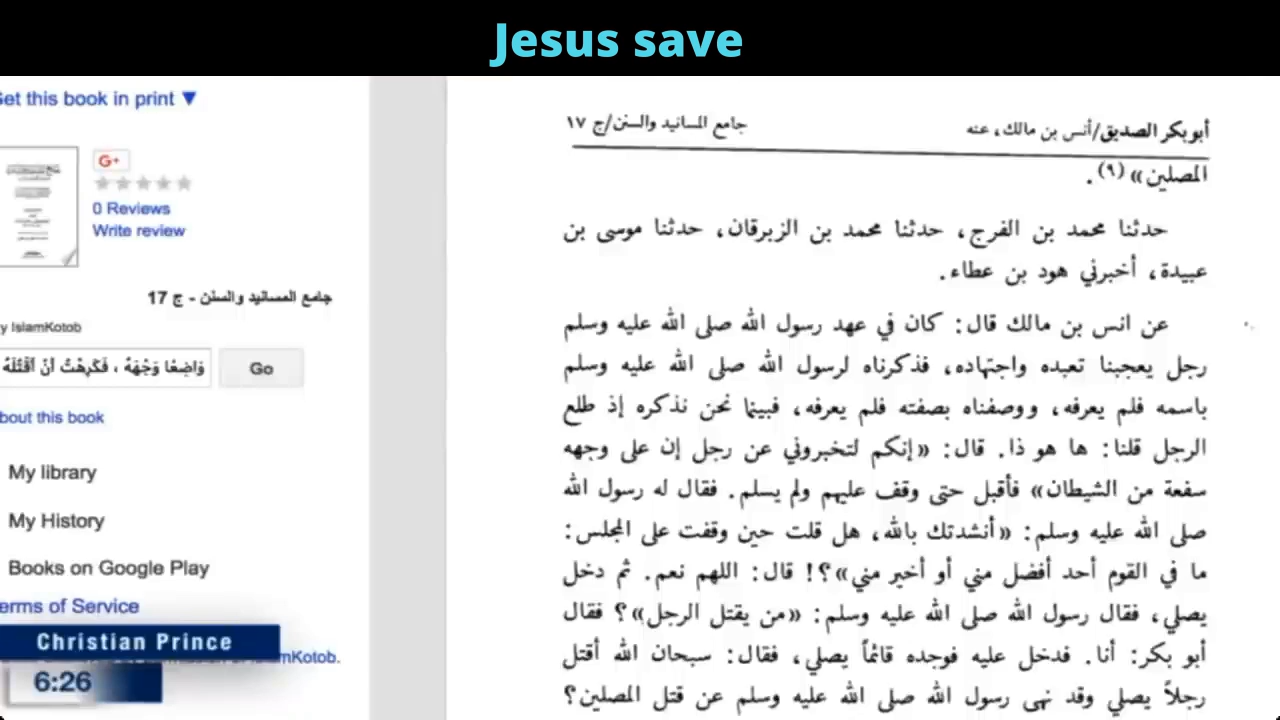 Jesus save
Get this book in print ▼
G+
0 Reviews
Write review
جامع المسانيد والسنن - ج 17
y IslamKotob
وَاضِعًا وَجْهَهُ ، فَكَرِهْتُ أَنْ أَقْتُلَهُ
Go
bout this book
My library
My History
Books on Google Play
erms of Service
mKotob.
Christian Prince
6:26
أبو بكر الصديق/أنس بن مالك، عنه
جامع المسانيد والسنن/ج ١٧
المصلين» (٩) .
حدثنا محمد بن الفرج، حدثنا محمد بن الزبرقان، حدثنا موسى بن
عبيدة، أخبرني هود بن عطاء.
عن انس بن مالك قال: كان في عهد رسول الله صلى الله عليه وسلم
رجل يعجبنا تعبده واجتهاده، فذكرناه لرسول الله صلى الله عليه وسلم
باسمه فلم يعرفه، ووصفناه بصفته فلم يعرفه، فبينما نحن نذكره إذ طلع
الرجل قلنا: ها هو ذا. قال: «إنكم لتخبروني عن رجل إن على وجهه
سفعة من الشيطان» فأقبل حتى وقف عليهم ولم يسلم. فقال له رسول الله
صلى الله عليه وسلم: «أنشدتك بالله، هل قلت حين وقفت على المجلس:
ما في القوم أحد أفضل مني أو أخير مني»؟! قال: اللهم نعم. ثم دخل
يصلي، فقال رسول الله صلى الله عليه وسلم: «من يقتل الرجل»؟ فقال
أبو بكر: أنا. فدخل عليه فوجده قائماً يصلي، فقال: سبحان الله أقتل
رجلاً يصلي وقد نهى رسول الله صلى الله عليه وسلم عن قتل المصلين؟